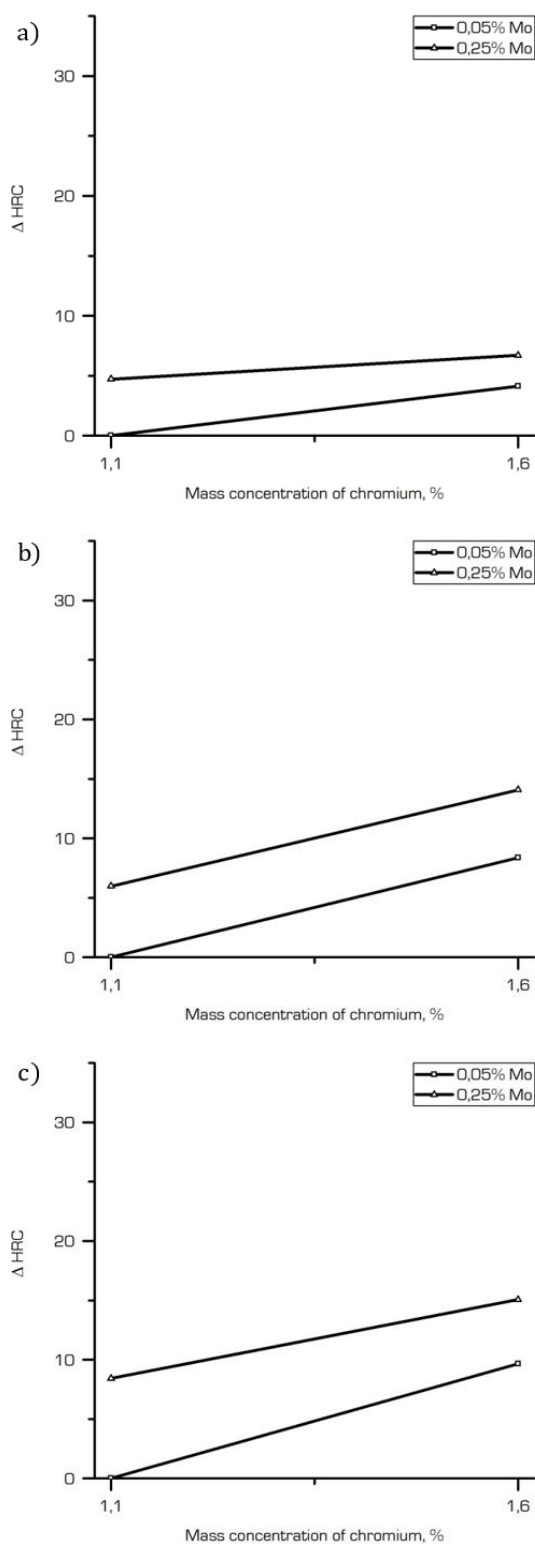 a)
0,05% Mo
0,25% Mo
30
20
10
0
Δ HRC
1,1
1,6
Mass concentration of chromium, %
b)
0,05% Mo
0,25% Mo
30
20
10
0
Δ HRC
1,1
1,6
Mass concentration of chromium, %
c)
0,05% Mo
0,25% Mo
30
20
10
0
Δ HRC
1,1
1,6
Mass concentration of chromium, %